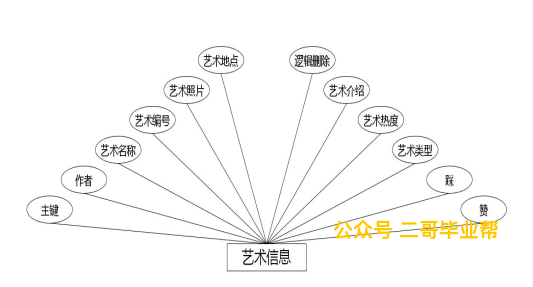 艺术地点
逻辑删除
艺术照片
艺术介绍
艺术编号
艺术热度
艺术名称
艺术类型
作者
踩
主键
赞
公众号 二哥毕业帮
艺术信息